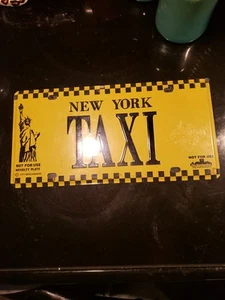 NEW YORK
TAXI
NOT FOR USE
NOVELTY PLATE
NOT FOR USE